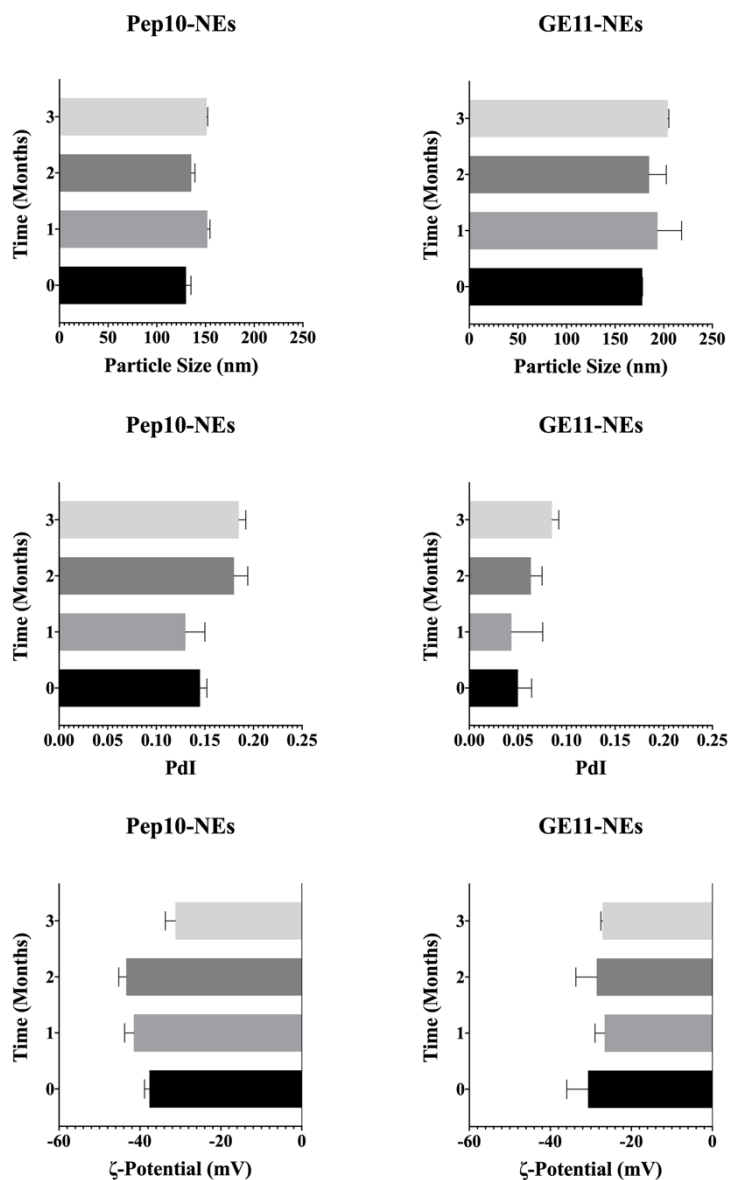 Pep10-NEs
Time (Months)
3
2
1
0
0 50 100 150 200 250
Particle Size (nm)
GE11-NEs
Time (Months)
3
2
1
0
0 50 100 150 200 250
Particle Size (nm)
Pep10-NEs
Time (Months)
3
2
1
0
0.00 0.05 0.10 0.15 0.20 0.25
PdI
GE11-NEs
Time (Months)
3
2
1
0
0.00 0.05 0.10 0.15 0.20 0.25
PdI
Pep10-NEs
Time (Months)
3
2
1
0
-60 -40 -20 0
ζ-Potential (mV)
GE11-NEs
Time (Months)
3
2
1
0
-60 -40 -20 0
ζ-Potential (mV)